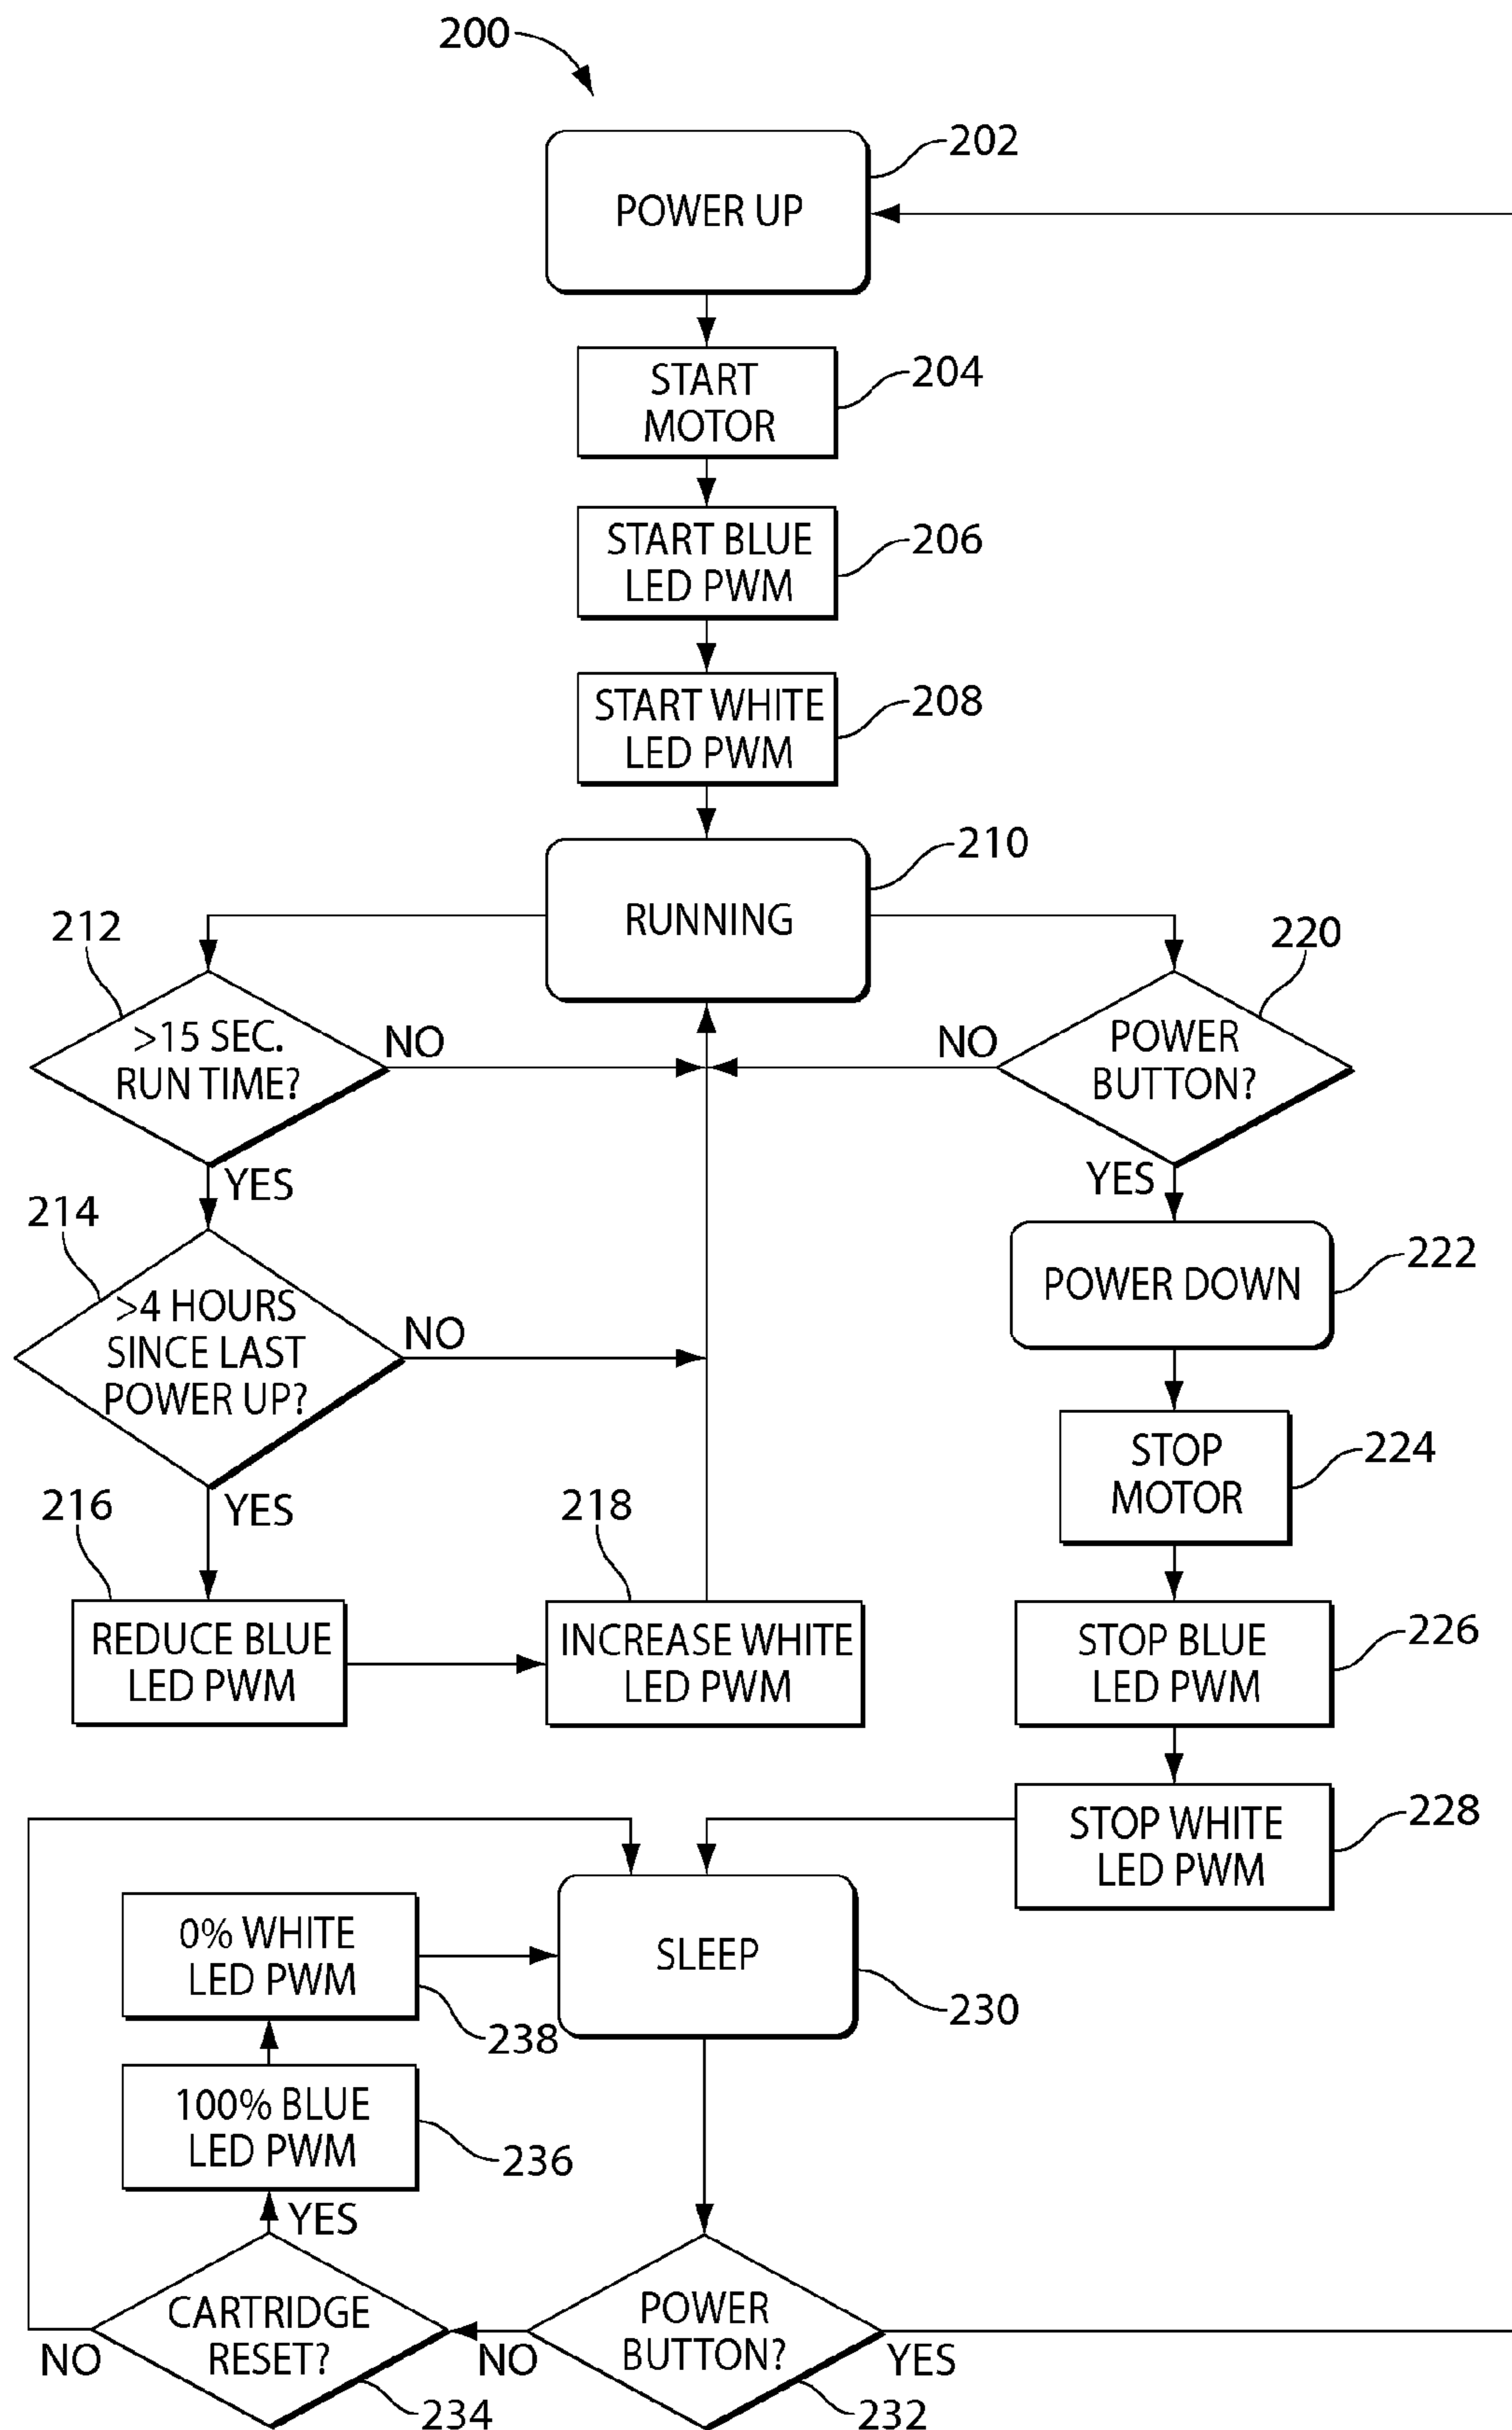 200
202
POWER UP
204
START
MOTOR
206
START BLUE
LED PWM
208
START WHITE
LED PWM
210
RUNNING
212
>15 SEC.
RUN TIME?
NO
YES
220
POWER
BUTTON?
NO
YES
214
>4 HOURS
SINCE LAST
POWER UP?
NO
YES
222
POWER DOWN
224
STOP
MOTOR
216
REDUCE BLUE
LED PWM
218
INCREASE WHITE
LED PWM
226
STOP BLUE
LED PWM
228
STOP WHITE
LED PWM
0% WHITE
LED PWM
238
SLEEP
230
100% BLUE
LED PWM
236
YES
CARTRIDGE
RESET?
NO
234
POWER
BUTTON?
NO
YES
232